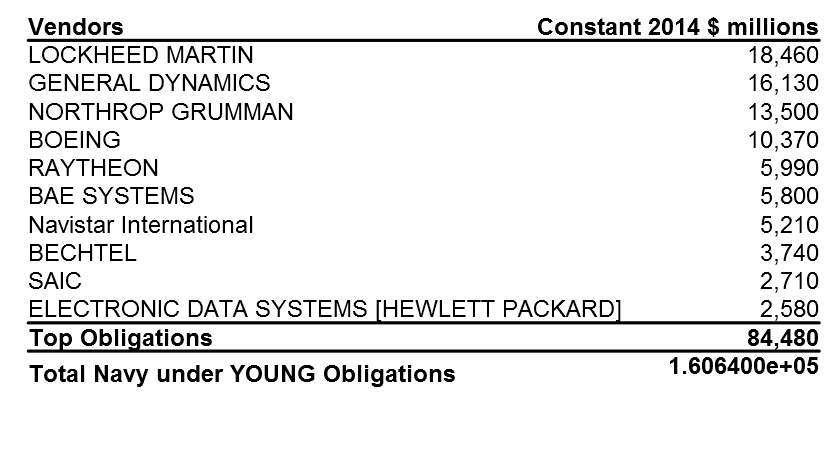 Vendors Constant 2014 $ millions
LOCKHEED MARTIN 18,460
GENERAL DYNAMICS 16,130
NORTHROP GRUMMAN 13,500
BOEING 10,370
RAYTHEON 5,990
BAE SYSTEMS 5,800
Navistar International 5,210
BECHTEL 3,740
SAIC 2,710
ELECTRONIC DATA SYSTEMS [HEWLETT PACKARD] 2,580
Top Obligations 84,480
Total Navy under YOUNG Obligations 1.606400e+05